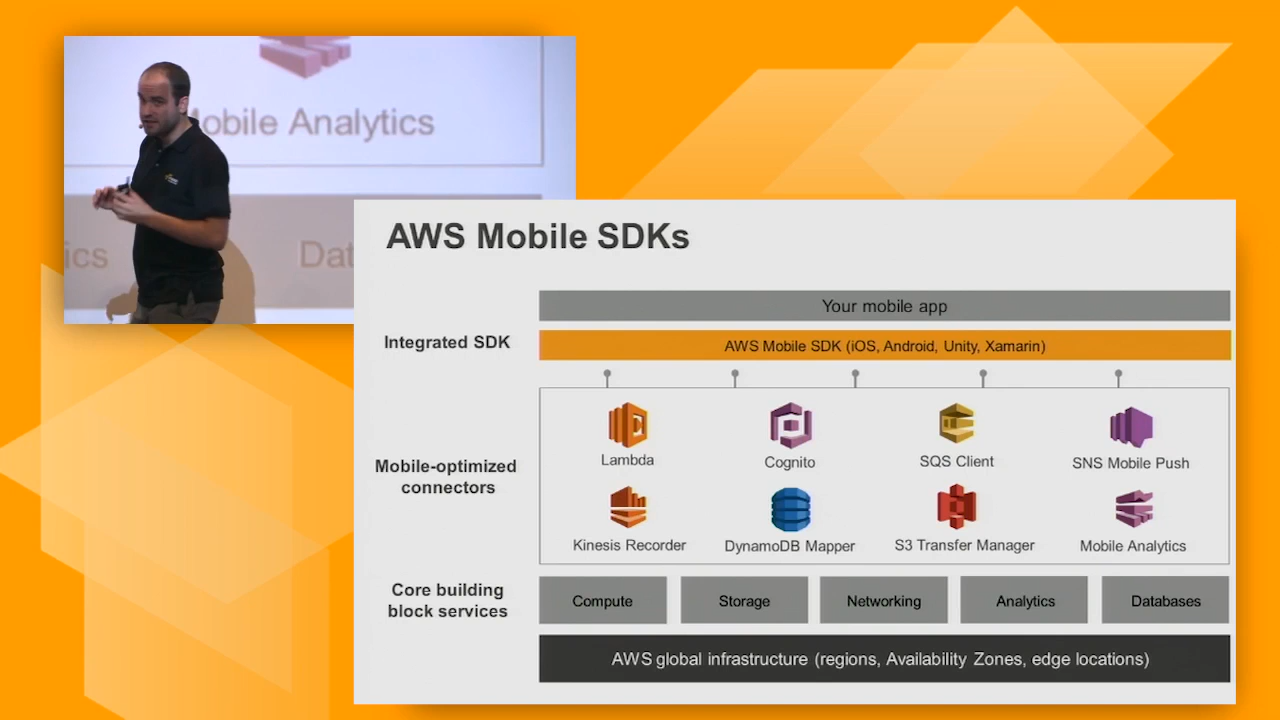 Mobile Analytics
ics
Dat
AWS Mobile SDKs
Your mobile app
Integrated SDK
AWS Mobile SDK (iOS, Android, Unity, Xamarin)
Mobile-optimized
connectors
Lambda
Cognito
SQS Client
SNS Mobile Push
Kinesis Recorder
DynamoDB Mapper
S3 Transfer Manager
Mobile Analytics
Core building
block services
Compute
Storage
Networking
Analytics
Databases
AWS global infrastructure (regions, Availability Zones, edge locations)